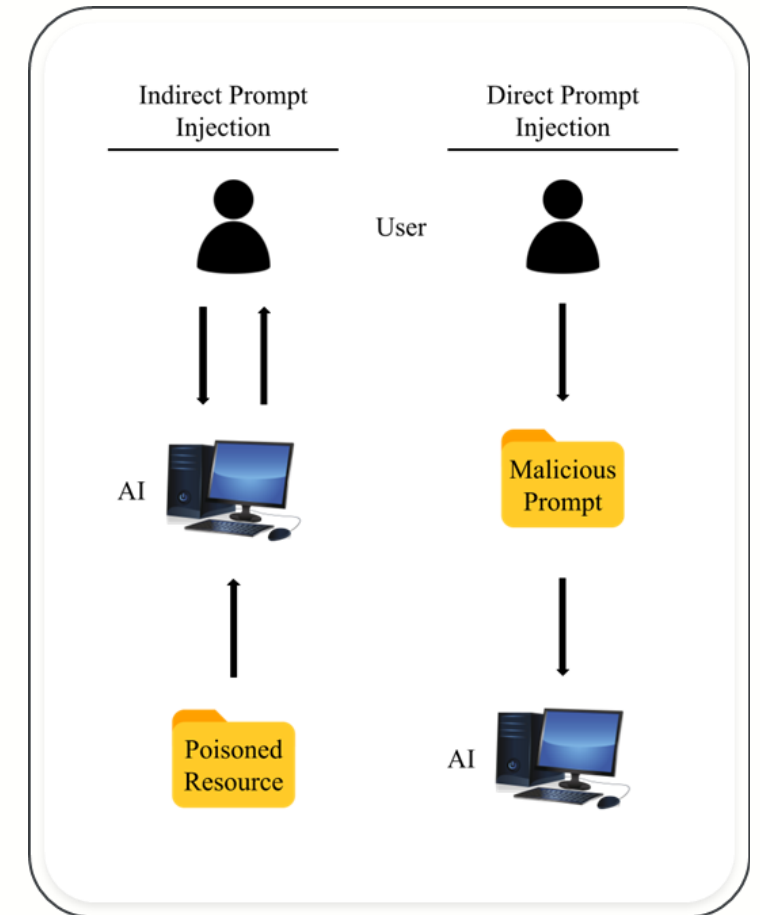 Indirect Prompt
Injection
Direct Prompt
Injection
User
AI
Malicious
Prompt
Poisoned
Resource
AI